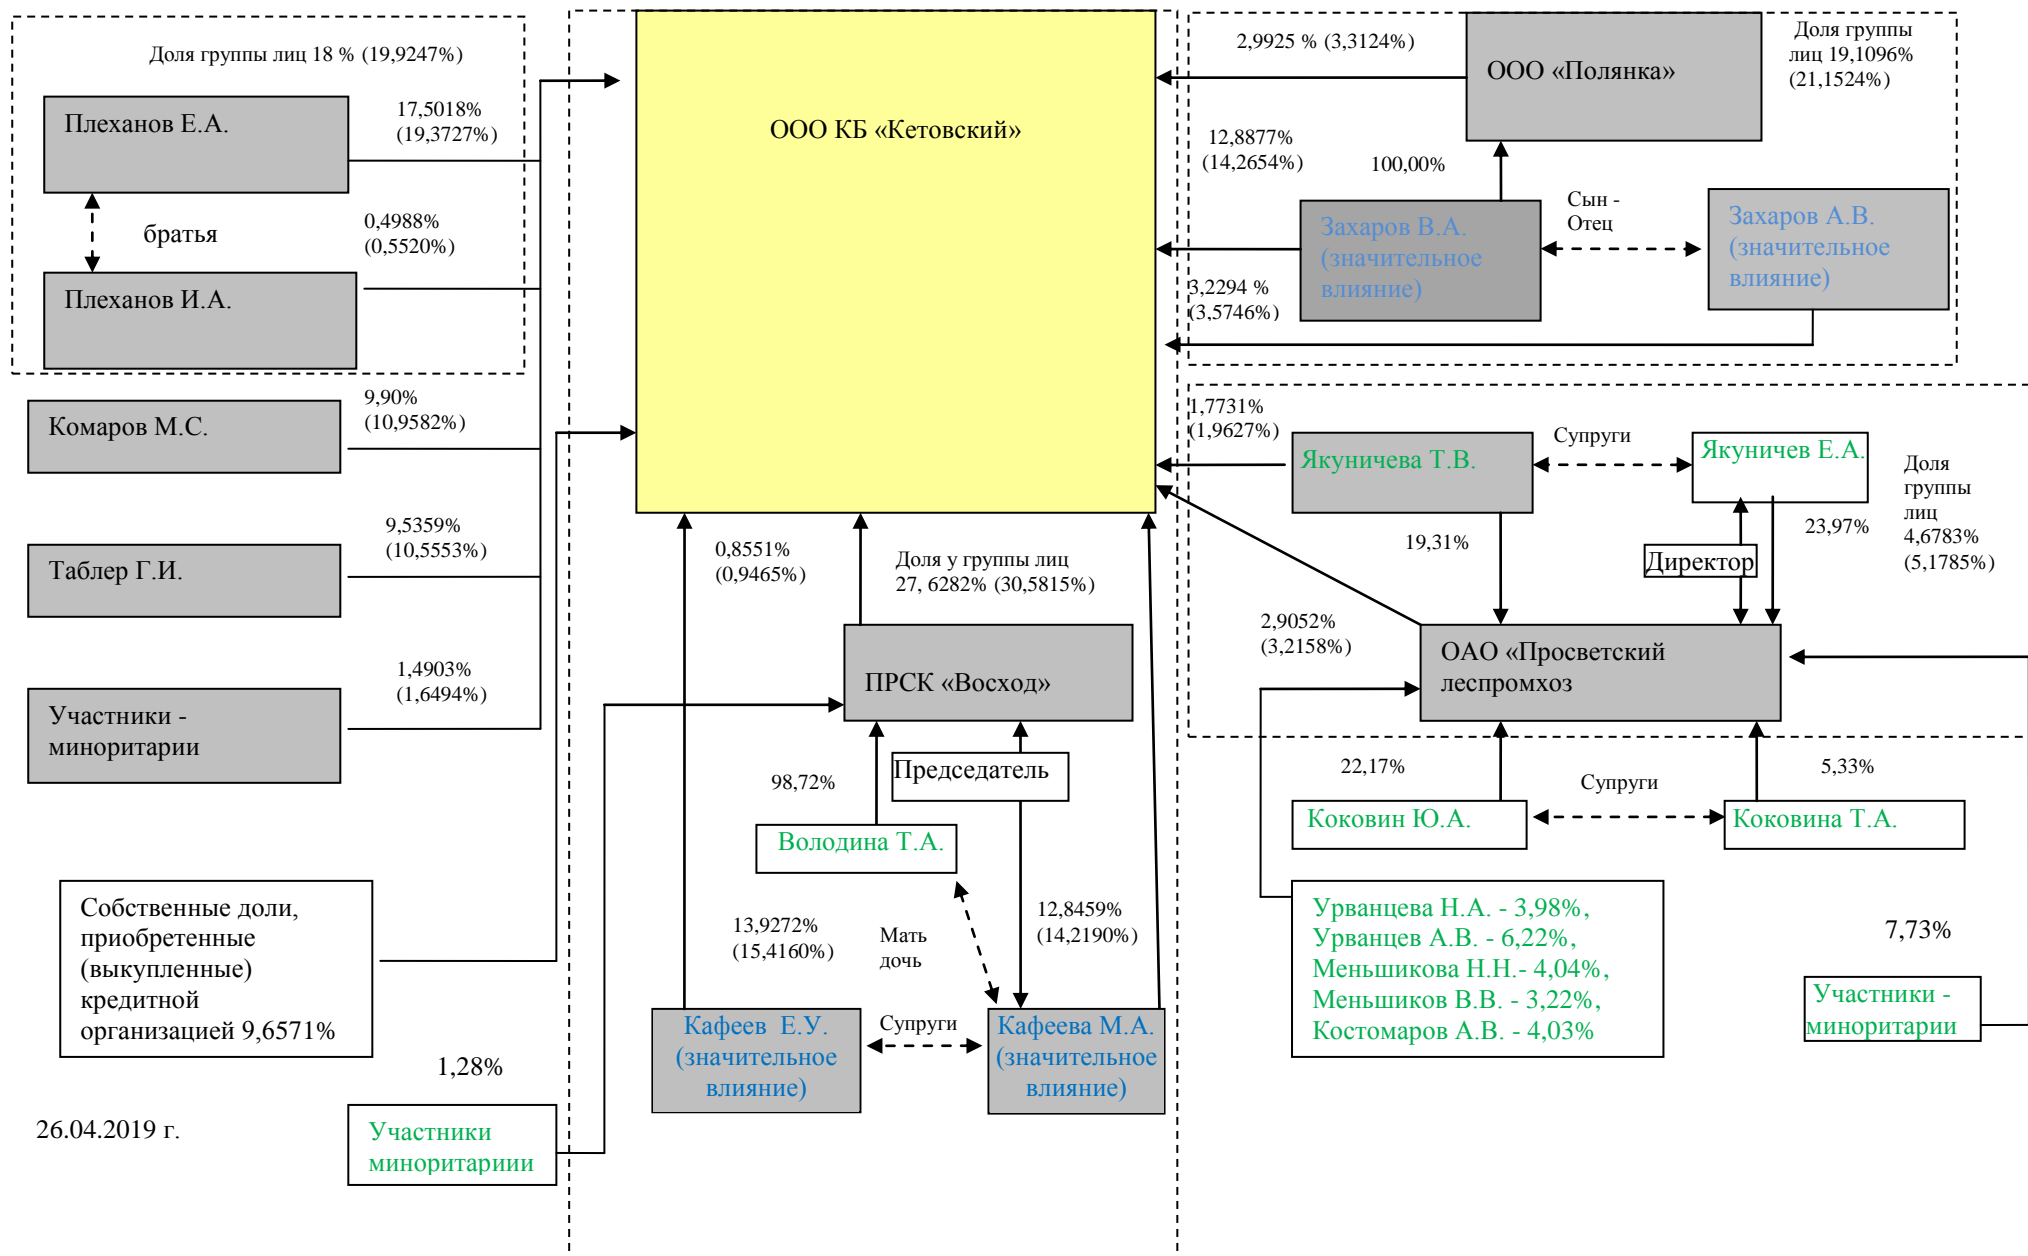 Доля группы лиц 18 % (19,9247%)
Плеханов Е.А.
17,5018%
(19,3727%)
братья
0,4988%
(0,5520%)
Плеханов И.А.
Комаров М.С.
9,90%
(10,9582%)
Таблер Г.И.
9,5359%
(10,5553%)
Участники -
миноритарии
1,4903%
(1,6494%)
Собственные доли,
приобретенные
(выкупленные)
кредитной
организацией 9,6571%
1,28%
26.04.2019 г.
Участники
миноритариии
ООО КБ «Кетовский»
0,8551%
(0,9465%)
Доля у группы лиц
27, 6282% (30,5815%)
ПРСК «Восход»
98,72%
Председатель
Володина Т.А.
13,9272%
(15,4160%)
Мать
дочь
12,8459%
(14,2190%)
Кафеев  Е.У.
(значительное
влияние)
Супруги
Кафеева М.А.
(значительное
влияние)
2,9925 % (3,3124%)
ООО «Полянка»
Доля группы
лиц 19,1096%
(21,1524%)
12,8877%
(14,2654%)
100,00%
Захаров В.А.
(значительное
влияние)
Сын -
Отец
Захаров А.В.
(значительное
влияние)
3,2294 %
(3,5746%)
1,7731%
(1,9627%)
Якуничева Т.В.
Супруги
Якуничев Е.А.
Доля
группы
лиц
4,6783%
(5,1785%)
19,31%
Директор
23,97%
2,9052%
(3,2158%)
ОАО «Просветский
леспромхоз
22,17%
Супруги
5,33%
Коковин Ю.А.
Коковина Т.А.
Урванцева Н.А. - 3,98%,
Урванцев А.В. - 6,22%,
Меньшикова Н.Н.- 4,04%,
Меньшиков В.В. - 3,22%,
Костомаров А.В. - 4,03%
7,73%
Участники -
миноритарии